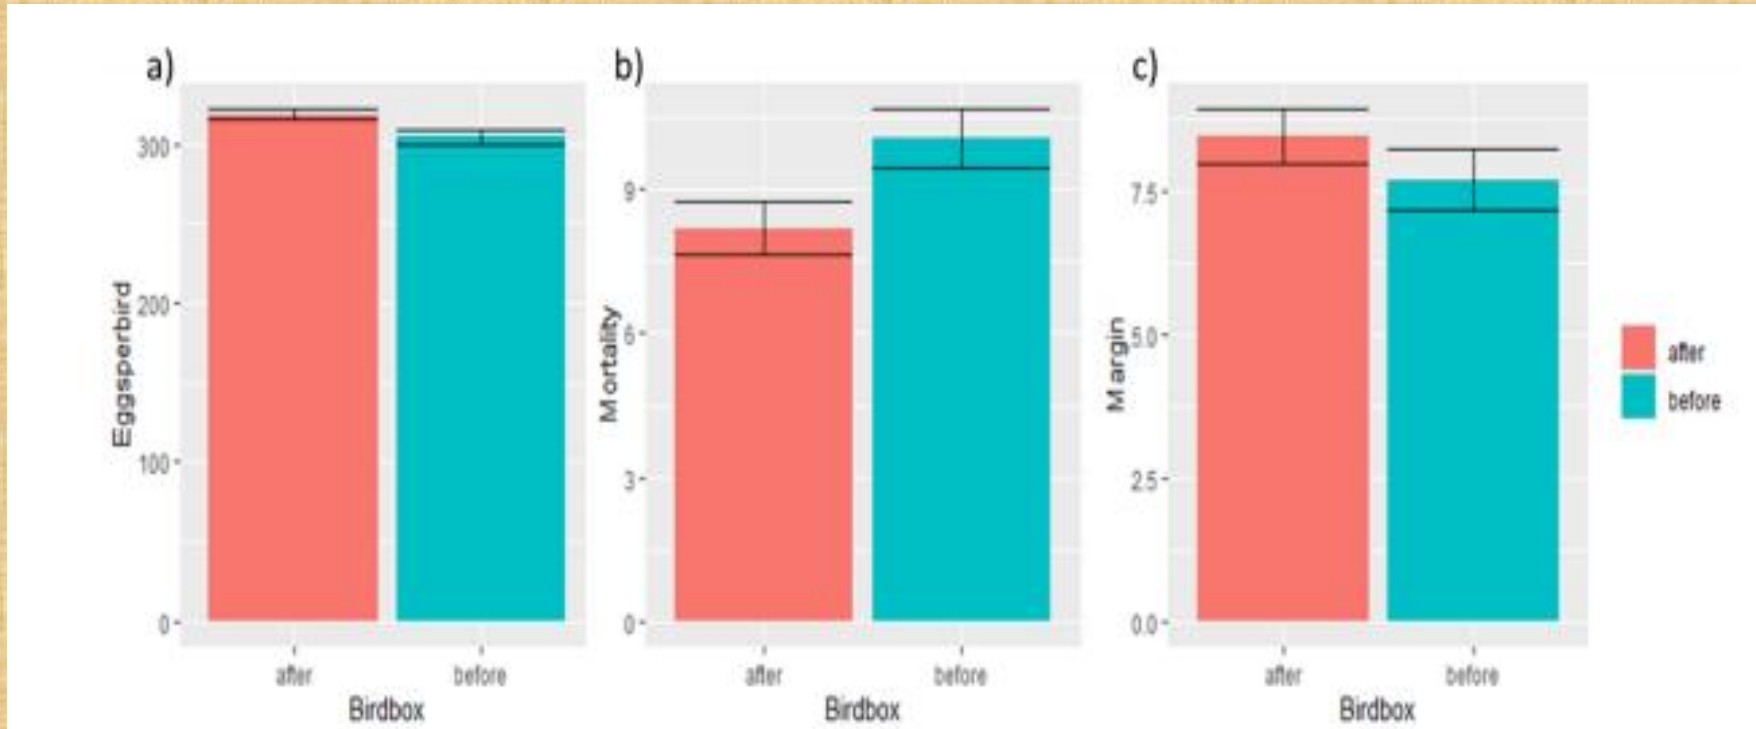 a)
Eggsperbird
300
200
100
0
after before
Birdbox
b)
Mortality
9
6
3
0
after before
Birdbox
c)
Margin
7.5
5.0
2.5
0.0
after before
Birdbox
after
before